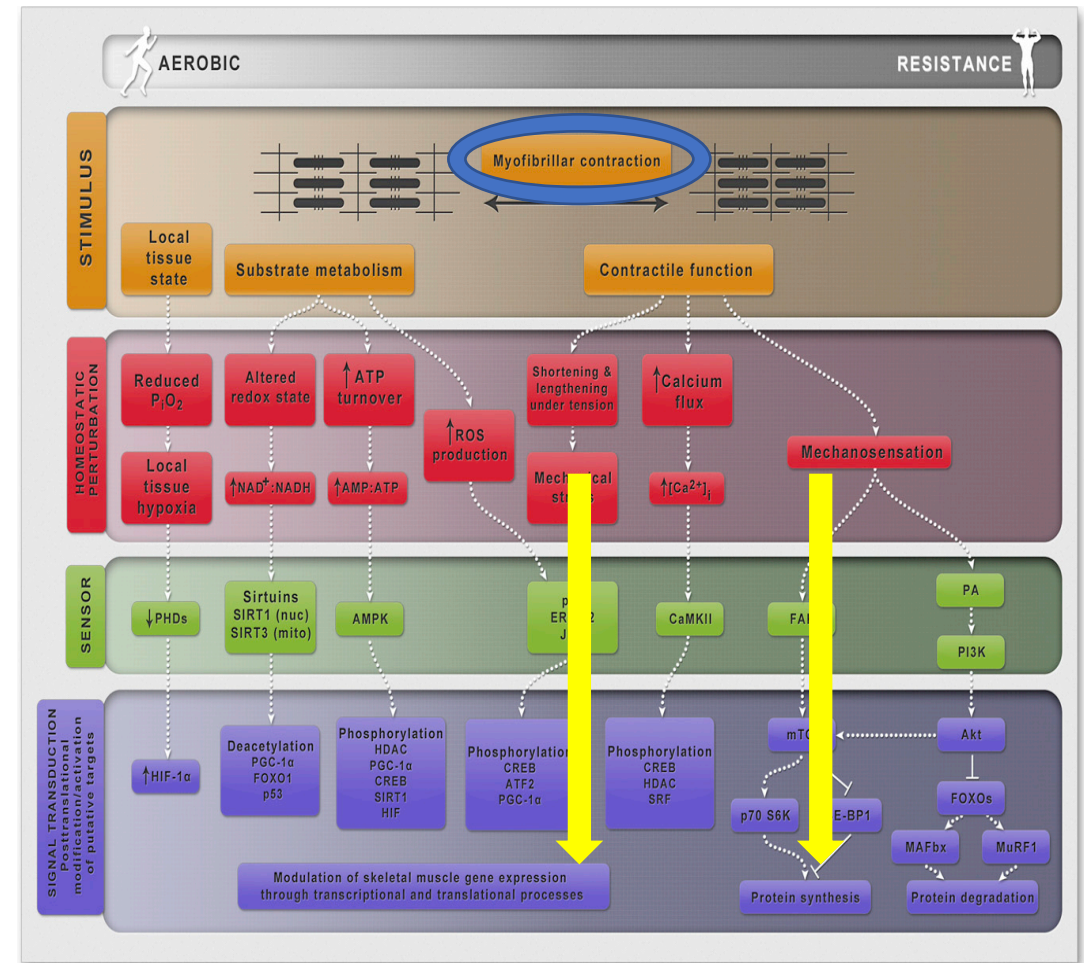 AEROBIC
RESISTANCE
STIMULUS
Myofibrillar contraction
Local
tissue
state
Substrate metabolism
Contractile function
HOMEOSTATIC
PERTURBATION
Reduced
PiO2
Altered
redox state
↑ATP
turnover
Shortening &
lengthening
under tension
↑Calcium
flux
↑ROS
production
Mechanosensation
Local
tissue
hypoxia
↑NAD+:NADH
↑AMP:ATP
↑[Ca2+]i
SENSOR
↓PHDs
Sirtuins
SIRT1 (nuc)
SIRT3 (mito)
AMPK
CaMKII
PA
PI3K
SIGNAL TRANSDUCTION
Posttranslational
modification/activation
of putative targets
↑HIF-1α
Deacetylation
PGC-1α
FOXO1
p53
Phosphorylation
HDAC
PGC-1α
CREB
SIRT1
HIF
Phosphorylation
CREB
ATF2
PGC-1α
Phosphorylation
CREB
HDAC
SRF
Akt
p70 S6K
FOXOs
MAFbx
MuRF1
Modulation of skeletal muscle gene expression
through transcriptional and translational processes
Protein synthesis
Protein degradation